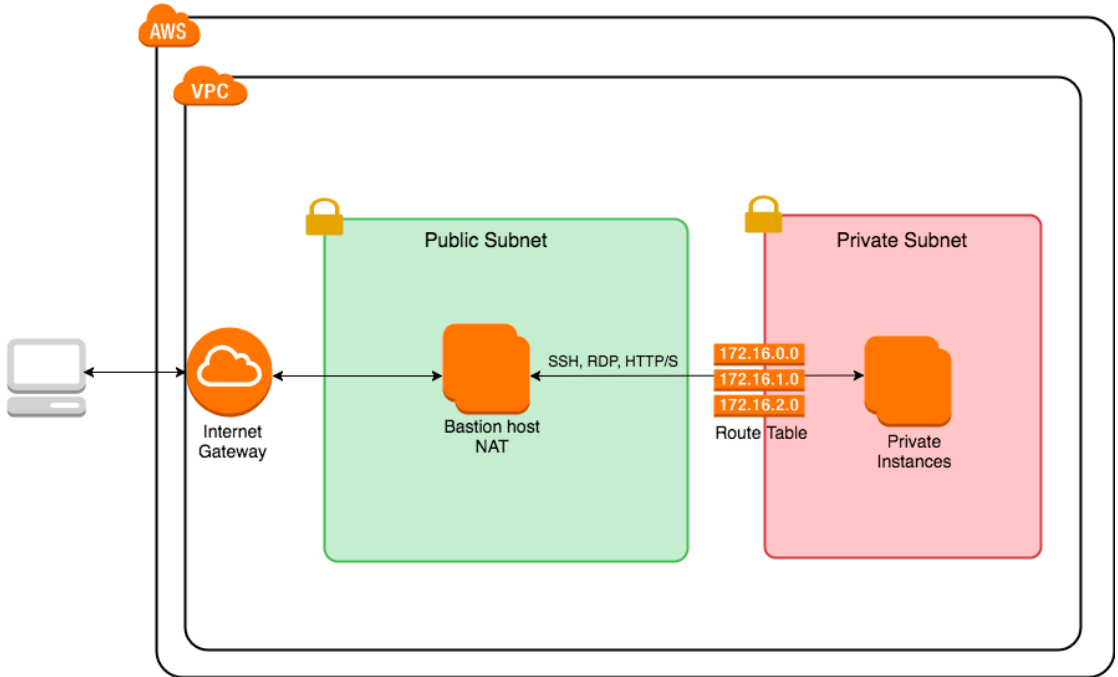 AWS
VPC
Public Subnet
Private Subnet
SSH, RDP, HTTP/S
172.16.0.0
172.16.1.0
172.16.2.0
Internet
Gateway
Bastion host
NAT
Route Table
Private
Instances